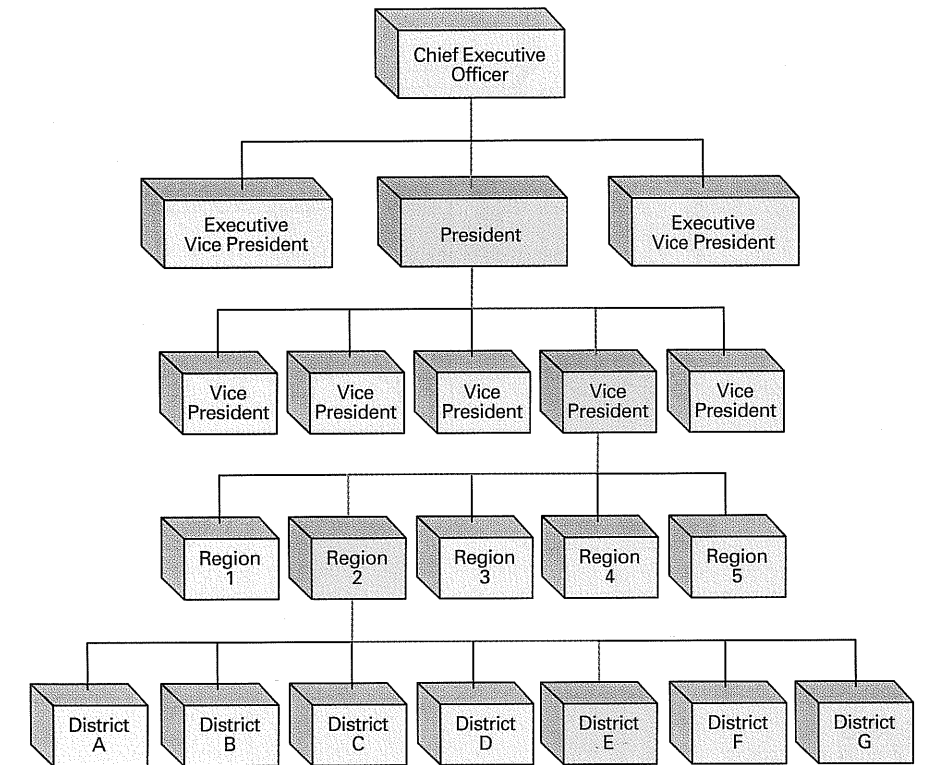 Chief Executive
Officer
Executive
Vice President
President
Executive
Vice President
Vice
President
Vice
President
Vice
President
Vice
President
Vice
President
Region
1
Region
2
Region
3
Region
4
Region
5
District
A
District
B
District
C
District
D
District
E
District
F
District
G